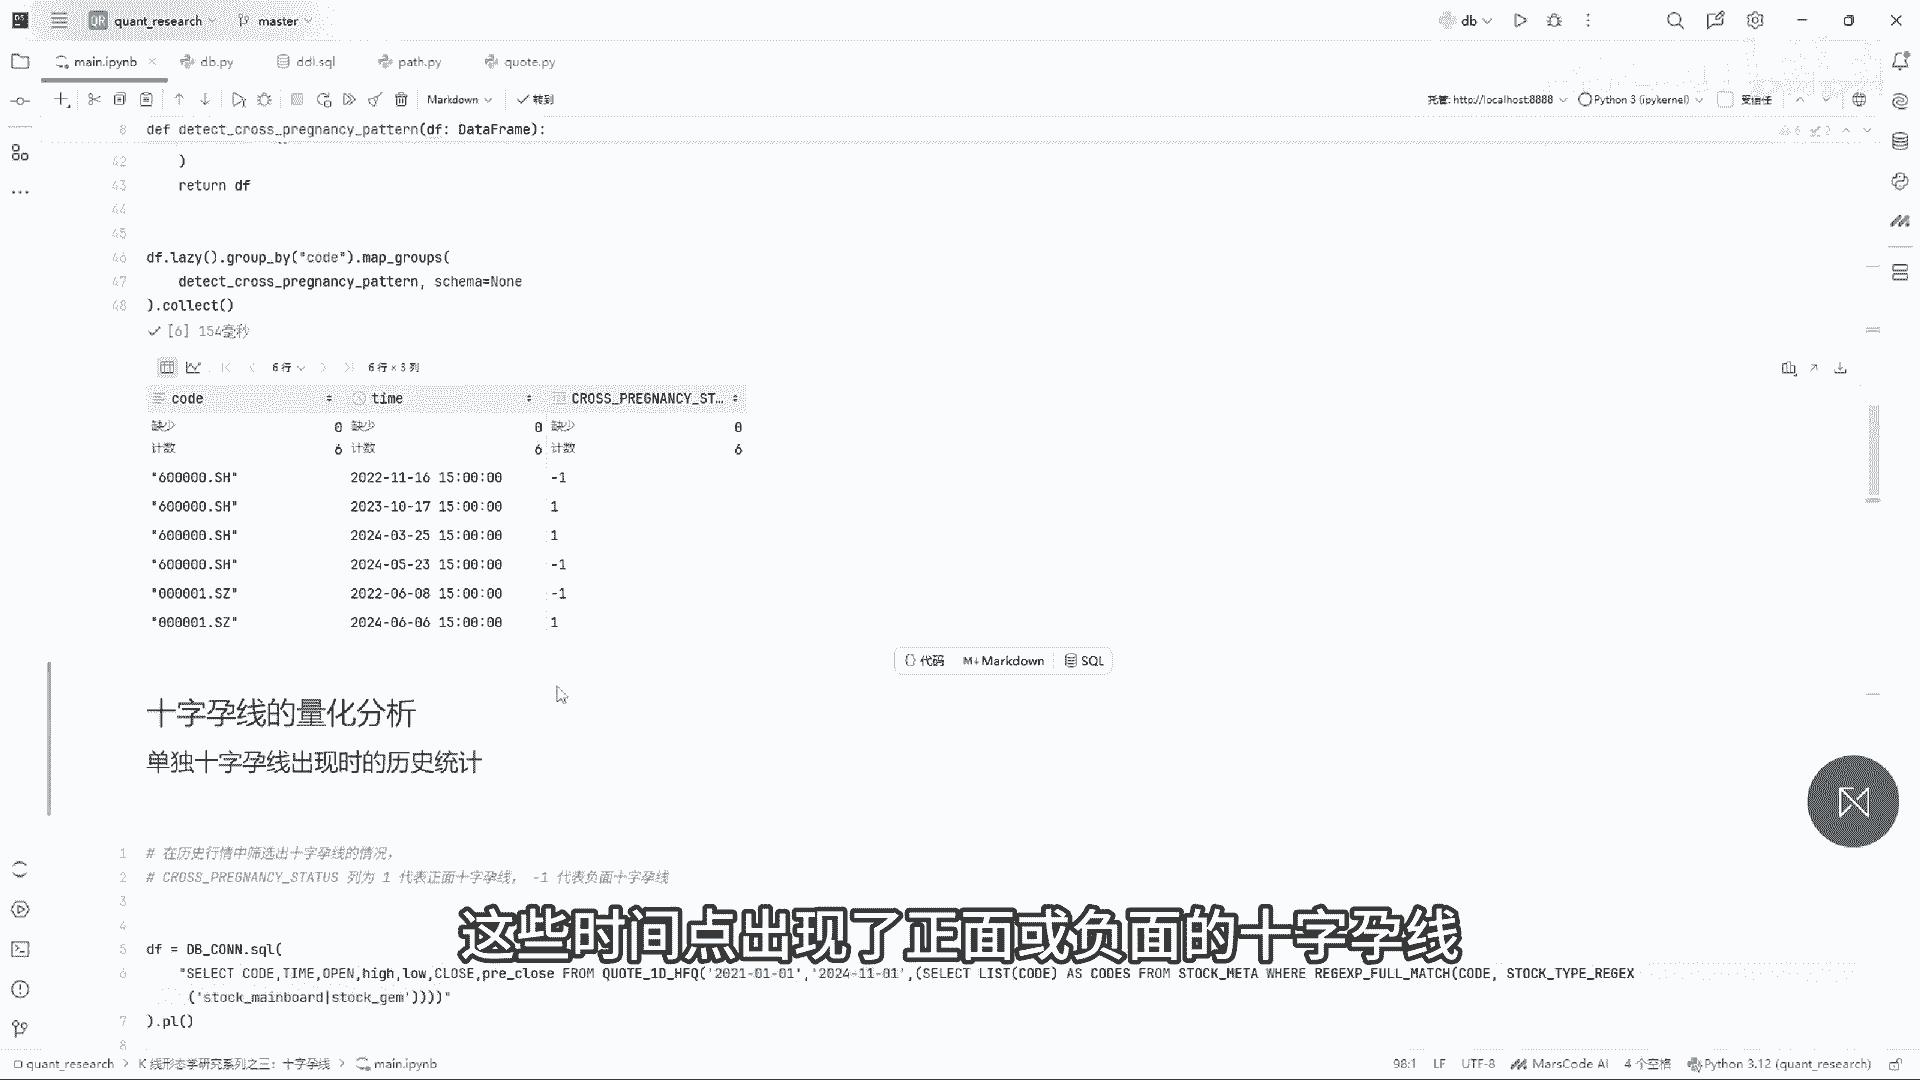 QR quant_research master db
main.ipynb db.py ddl.sql path.py quote.py
Markdown 转到 托管: http://localhost:8888 Python 3 (ipykernel) 受信任
8 def detect_cross_pregnancy_pattern(df: DataFrame): 6 2
42 )
43 return df
44
45
46 df.lazy().group_by("code").map_groups(
47 detect_cross_pregnancy_pattern, schema=None
48 ).collect()
[6] 154毫秒
6 行 6 行 × 3 列
code time CROSS_PREGNANCY_ST...
缺少 0 缺少 0 缺少 0
计数 6 计数 6 计数 6
"600000.SH" 2022-11-16 15:00:00 -1
"600000.SH" 2023-10-17 15:00:00 1
"600000.SH" 2024-03-25 15:00:00 1
"600000.SH" 2024-05-23 15:00:00 -1
"000001.SZ" 2022-06-08 15:00:00 -1
"000001.SZ" 2024-06-06 15:00:00 1
代码 M↓Markdown SQL
十字孕线的量化分析
单独十字孕线出现时的历史统计
1 # 在历史行情中筛选出十字孕线的情况，
2 # CROSS_PREGNANCY_STATUS 列为 1 代表正面十字孕线， -1 代表负面十字孕线
3
4
这些时间点出现了正面或负面的十字孕线
5 df = DB_CONN.sql(
6 "SELECT CODE,TIME,OPEN,high,low,CLOSE,pre_close FROM QUOTE_1D_HFQ('2021-01-01','2024-11-01',(SELECT LIST(CODE) AS CODES FROM STOCK_META WHERE REGEXP_FULL_MATCH(CODE, STOCK_TYPE_REGEX
('stock_mainboard|stock_gem'))))"
7 ).pl()
8
quant_research > K 线形态学研究系列之三：十字孕线 > main.ipynb 98:1 LF UTF-8 MarsCode AI 4 个空格 Python 3.12 (quant_research)